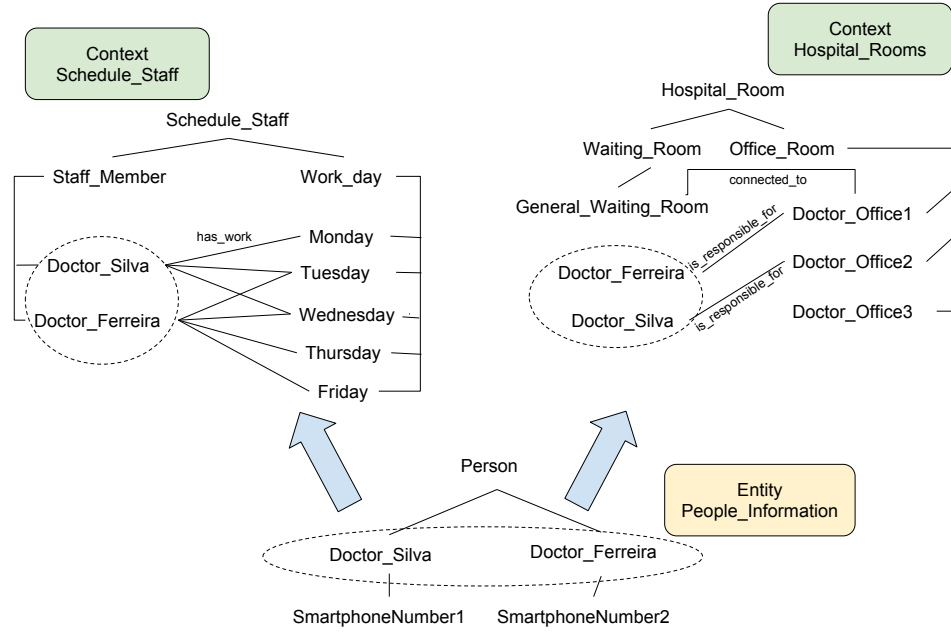 Context
Schedule_Staff
Context
Hospital_Rooms
Schedule_Staff
Staff_Member
Work_day
has_work
Monday
Doctor_Silva
Tuesday
Doctor_Ferreira
Wednesday
Thursday
Friday
Hospital_Room
Waiting_Room
Office_Room
connected_to
General_Waiting_Room
Doctor_Office1
is_responsible_for
Doctor_Ferreira
Doctor_Office2
is_responsible_for
Doctor_Silva
Doctor_Office3
Person
Entity
People_Information
Doctor_Silva
Doctor_Ferreira
SmartphoneNumber1
SmartphoneNumber2